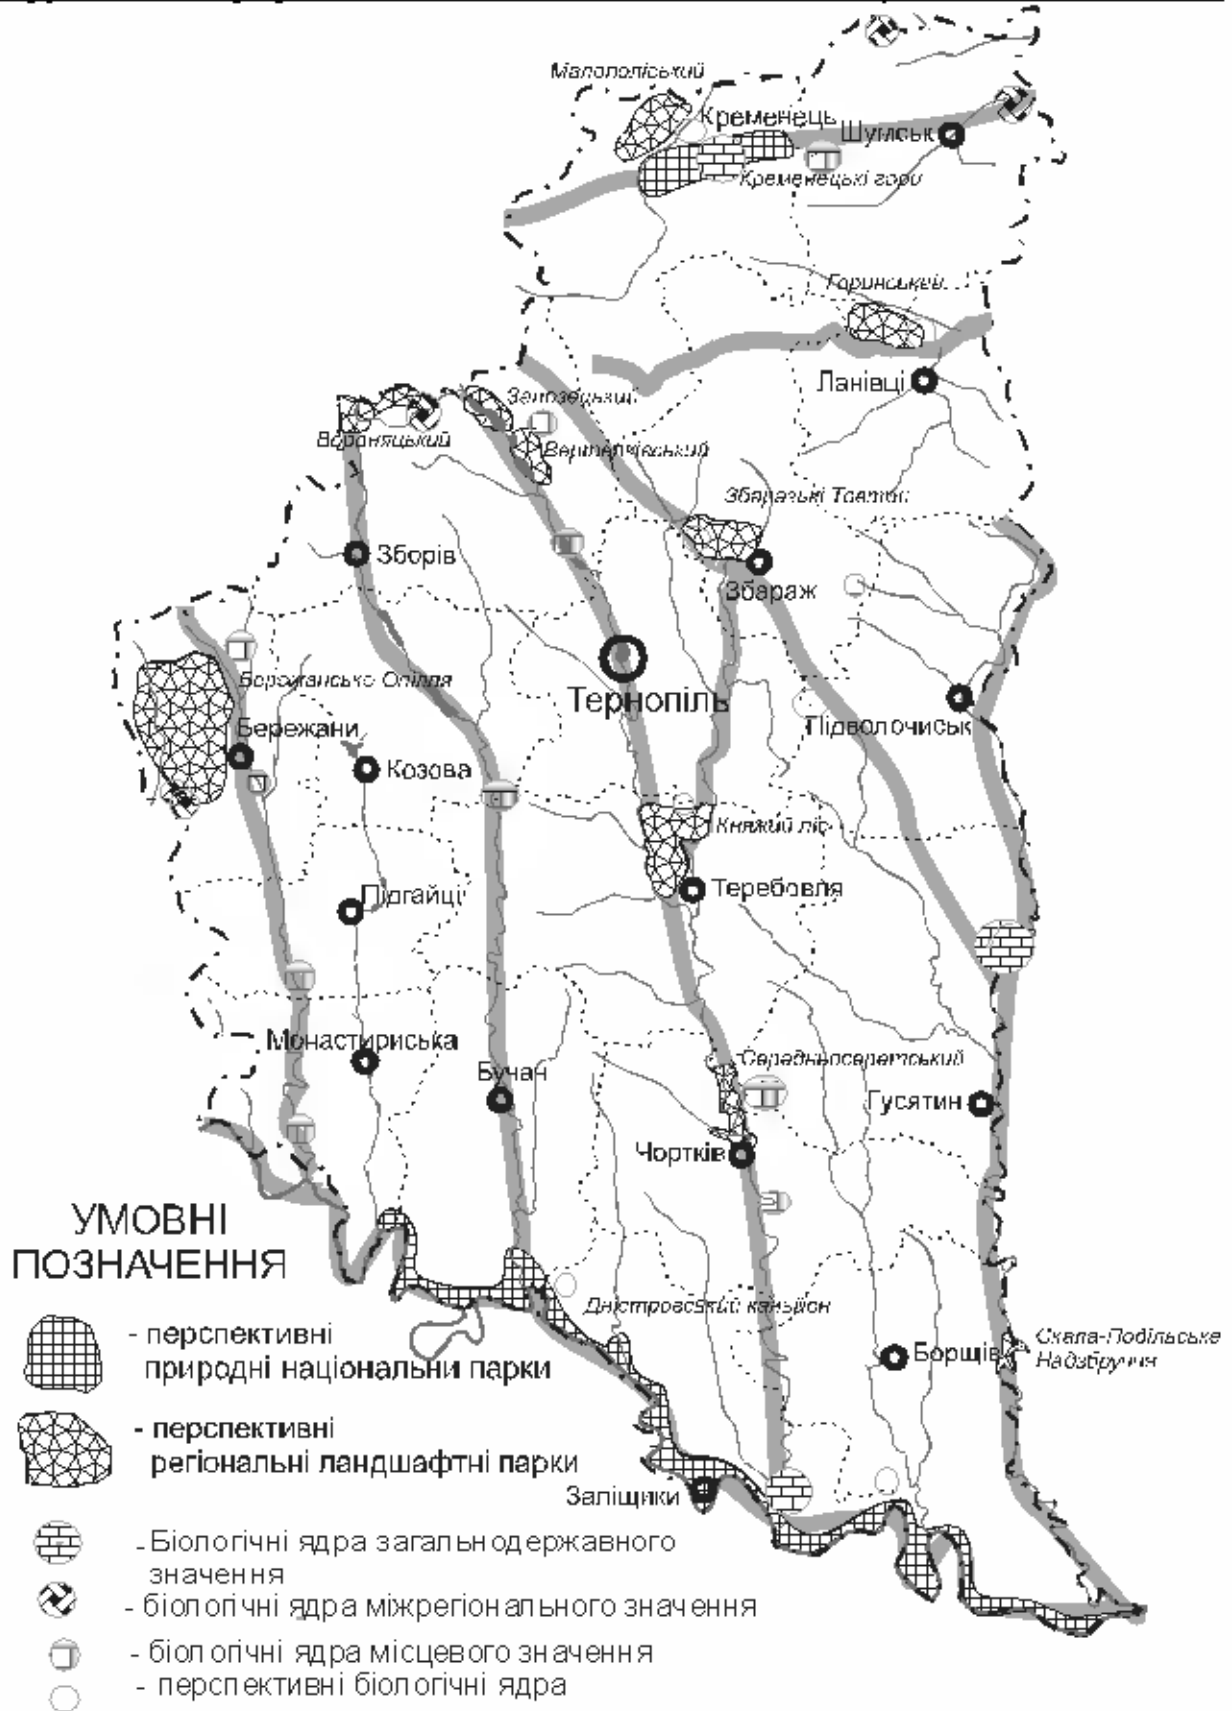 Малополіський
Кременець
Шумськ
Кременецькі гори
Горинський
Ланівці
Залозецький
Вороняцький
Збаразькі Товтри
Зборів
Збараж
Бережанське Опілля
Тернопіль
Підволочиськ
Бережани
Козова
Княжий ліс
Теребовля
Підгайці
Монастириська
Середньосеретський
Бучач
Гусятин
Чортків
УМОВНІ
ПОЗНАЧЕННЯ
Дністровський каньйон
- перспективні
природні національни парки
Борщів
Скала-Подільське
Надзбруччя
- перспективні
регіональні ландшафтні парки
Заліщики
- Біологічні ядра загальнодержавного
значення
- біологічні ядра міжрегіонального значення
- біологічні ядра місцевого значення
- перспективні біологічні ядра